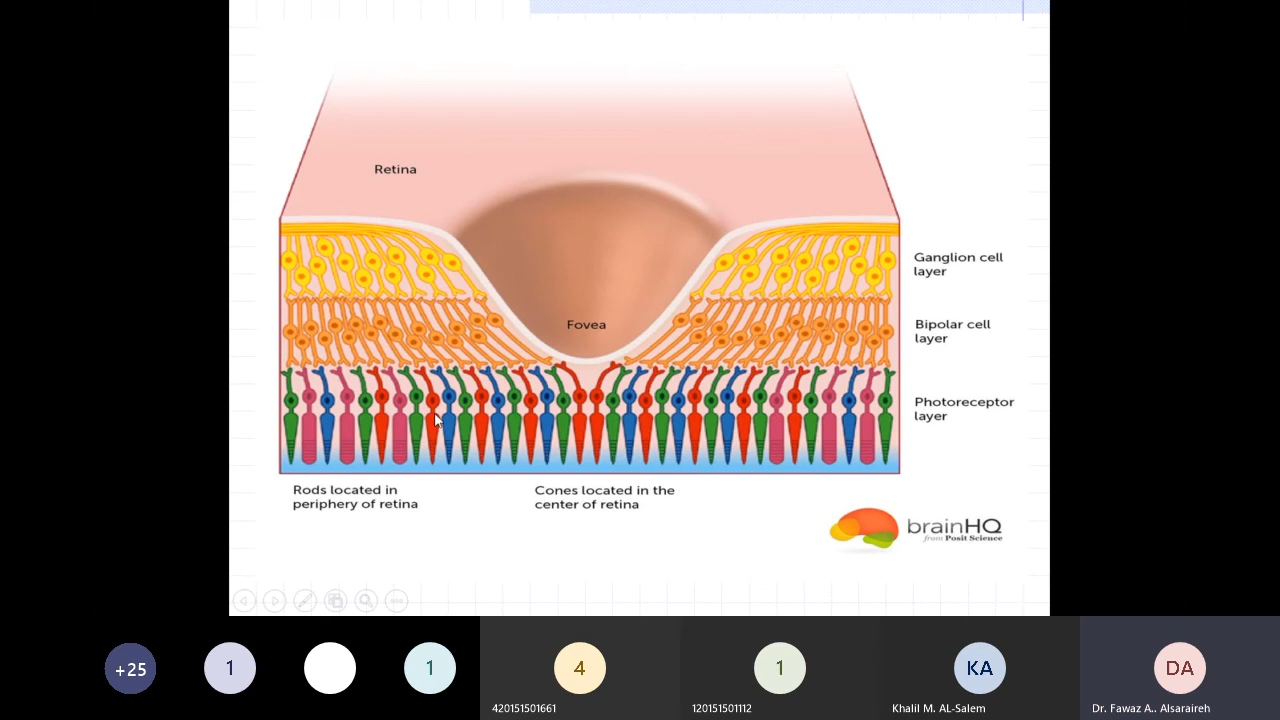 Retina
Ganglion cell
layer
Fovea
Bipolar cell
layer
Photoreceptor
layer
Rods located in
periphery of retina
Cones located in the
center of retina
brainHQ
from Posit Science
+25
1
1
4
1
KA
DA
420151501661
120151501112
Khalil M. AL-Salem
Dr. Fawaz A.. Alsaraireh